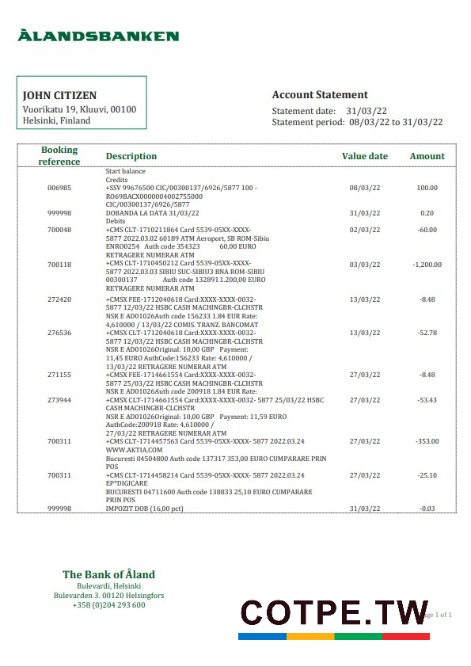 ÅLANDSBANKEN
JOHN CITIZEN
Vuorikatu 19, Kluuvi, 00100
Helsinki, Finland
Account Statement
Statement date: 31/03/22
Statement period: 08/03/22 to 31/03/22
Booking reference Description Value date Amount
Start balance
Credits
006985 +SSV 99676500 CIC/00300137/6926/5877 100 - 08/03/22 100.00
RO69BACX0000004002755000
CIC/00300137/6926/5877
999998 DOBANDA LA DATA 31/03/22 31/03/22 0.20
Debits
700048 +CMS CLT-1710211864 Card 5539-05XX-XXXX- 02/03/22 -60.00
5877 2022.03.02 60189 ATM Aeroport, SB ROM-Sibiu
ENRO0254 Auth code 354323 60,00 EURO
RETRAGERE NUMERAR ATM
700118 +CMS CLT-1710450212 Card 5539-05XX-XXXX- 03/03/22 -1,200.00
5877 2022.03.03 SIBIU SUC-SIBIU3 BNA ROM-SIBIU
00300137 Auth code 132891 1.200,00 EURO
RETRAGERE NUMERAR ATM
272420 +CMSX FEE-1712040618 Card:XXXX-XXXX-0032- 13/03/22 -8.48
5877 12/03/22 HSBC CASH MACHINGBR-CLCHSTR
NSR E AD01026Auth code 156233 1.84 EUR Rate:
4,610000 / 13/03/22 COMIS. TRANZ. BANCOMAT
276536 +CMSX CLT-1712040618 Card:XXXX-XXXX-0032- 13/03/22 -52.78
5877 12/03/22 HSBC CASH MACHINGBR-CLCHSTR
NSR E AD01026Original: 10,00 GBP Payment:
11,45 EURO AuthCode:156233 Rate: 4,610000 /
13/03/22 RETRAGERE NUMERAR ATM
271155 +CMSX FEE-1714661554 Card:XXXX-XXXX-0032- 27/03/22 -8.48
5877 25/03/22 HSBC CASH MACHINGBR-CLCHSTR
NSR E AD01026Auth code 200918 1.84 EUR Rate:
273944 +CMSX CLT-1714661554 Card:XXXX-XXXX-0032- 5877 25/03/22 HSBC 27/03/22 -53.43
CASH MACHINGBR-CLCHSTR
NSR E AD01026Original: 10,00 GBP Payment: 11,59 EURO
AuthCode:200918 Rate: 4,610000 /
27/03/22 RETRAGERE NUMERAR ATM
700311 +CMS CLT-1714457563 Card 5539-05XX-XXXX- 5877 2022.03.24 27/03/22 -353.00
WWW.AKTIA.COM
Bucuresti 04504800 Auth code 137317 353,00 EURO CUMPARARE PRIN
POS
700311 +CMS CLT-1714458214 Card 5539-05XX-XXXX- 5877 2022.03.24 27/03/22 -25.10
EP*DIGICARE
BUCURESTI 04711600 Auth code 138833 25,10 EURO CUMPARARE
PRIN POS
999998 IMPOZIT DOB (16,00 pct) 31/03/22 -0.03
The Bank of Åland
Bulevardi, Helsinki
Bulevarden 3. 00120 Helsingfors
+358 (0)204 293 600
Page 1 of 1
COTPE.TW